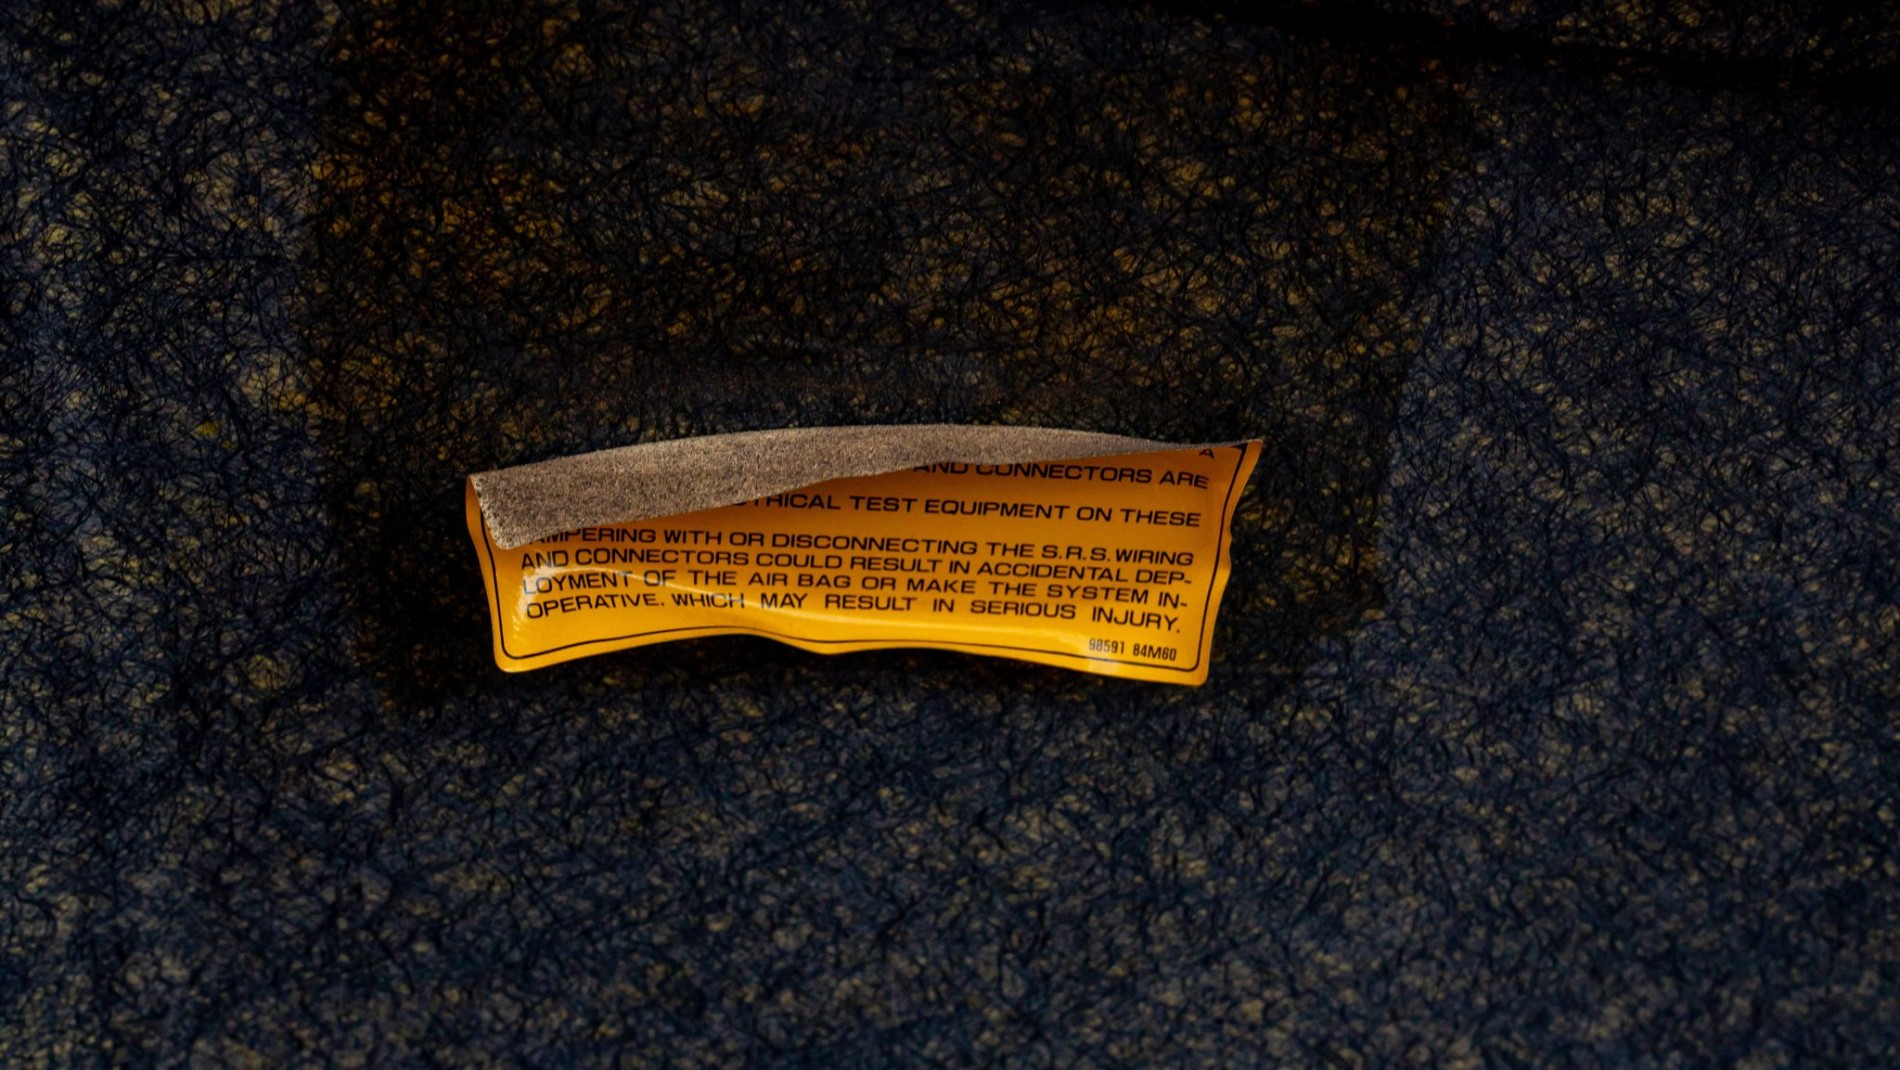 A
AND CONNECTORS ARE
TRICAL TEST EQUIPMENT ON THESE
AMPERING WITH OR DISCONNECTING THE S.R.S. WIRING
AND CONNECTORS COULD RESULT IN ACCIDENTAL DEP-
LOYMENT OF THE AIR BAG OR MAKE THE SYSTEM IN-
OPERATIVE, WHICH MAY RESULT IN SERIOUS INJURY.
98591 84M60